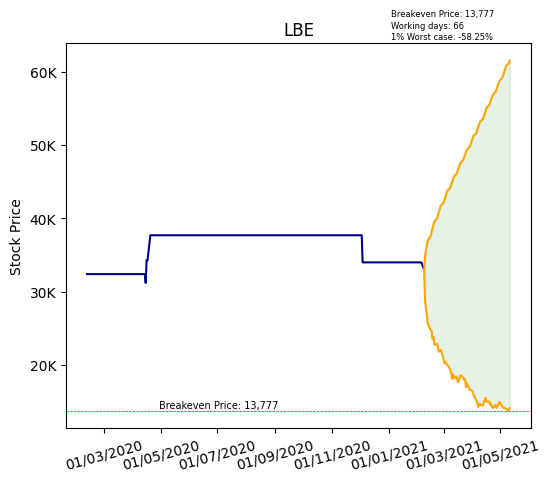 Breakeven Price: 13,777
Working days: 66
1% Worst case: -58.25%
LBE
Stock Price
60K
50K
40K
30K
20K
Breakeven Price: 13,777
01/03/2020
01/05/2020
01/07/2020
01/09/2020
01/11/2020
01/01/2021
01/03/2021
01/05/2021